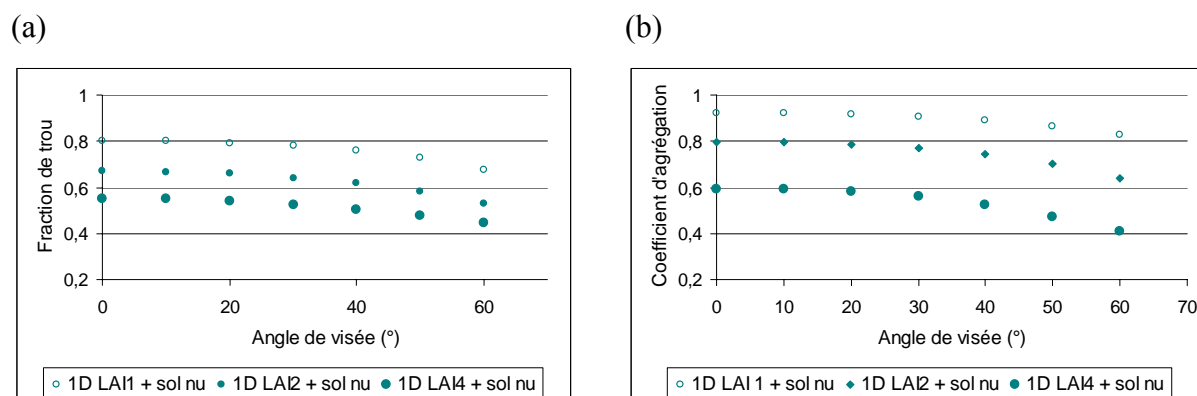 (a)
(b)
1
0,8
0,6
0,4
0,2
Fraction de trou
0 20 40 60
Angle de visée (°)
1D LAI1 + sol nu 1D LAI2 + sol nu 1D LAI4 + sol nu
1
0,8
0,6
0,4
0,2
Coefficient d'agrégation
0 10 20 30 40 50 60 70
Angle de visée (°)
1D LAI 1 + sol nu 1D LAI2 + sol nu 1D LAI4 + sol nu